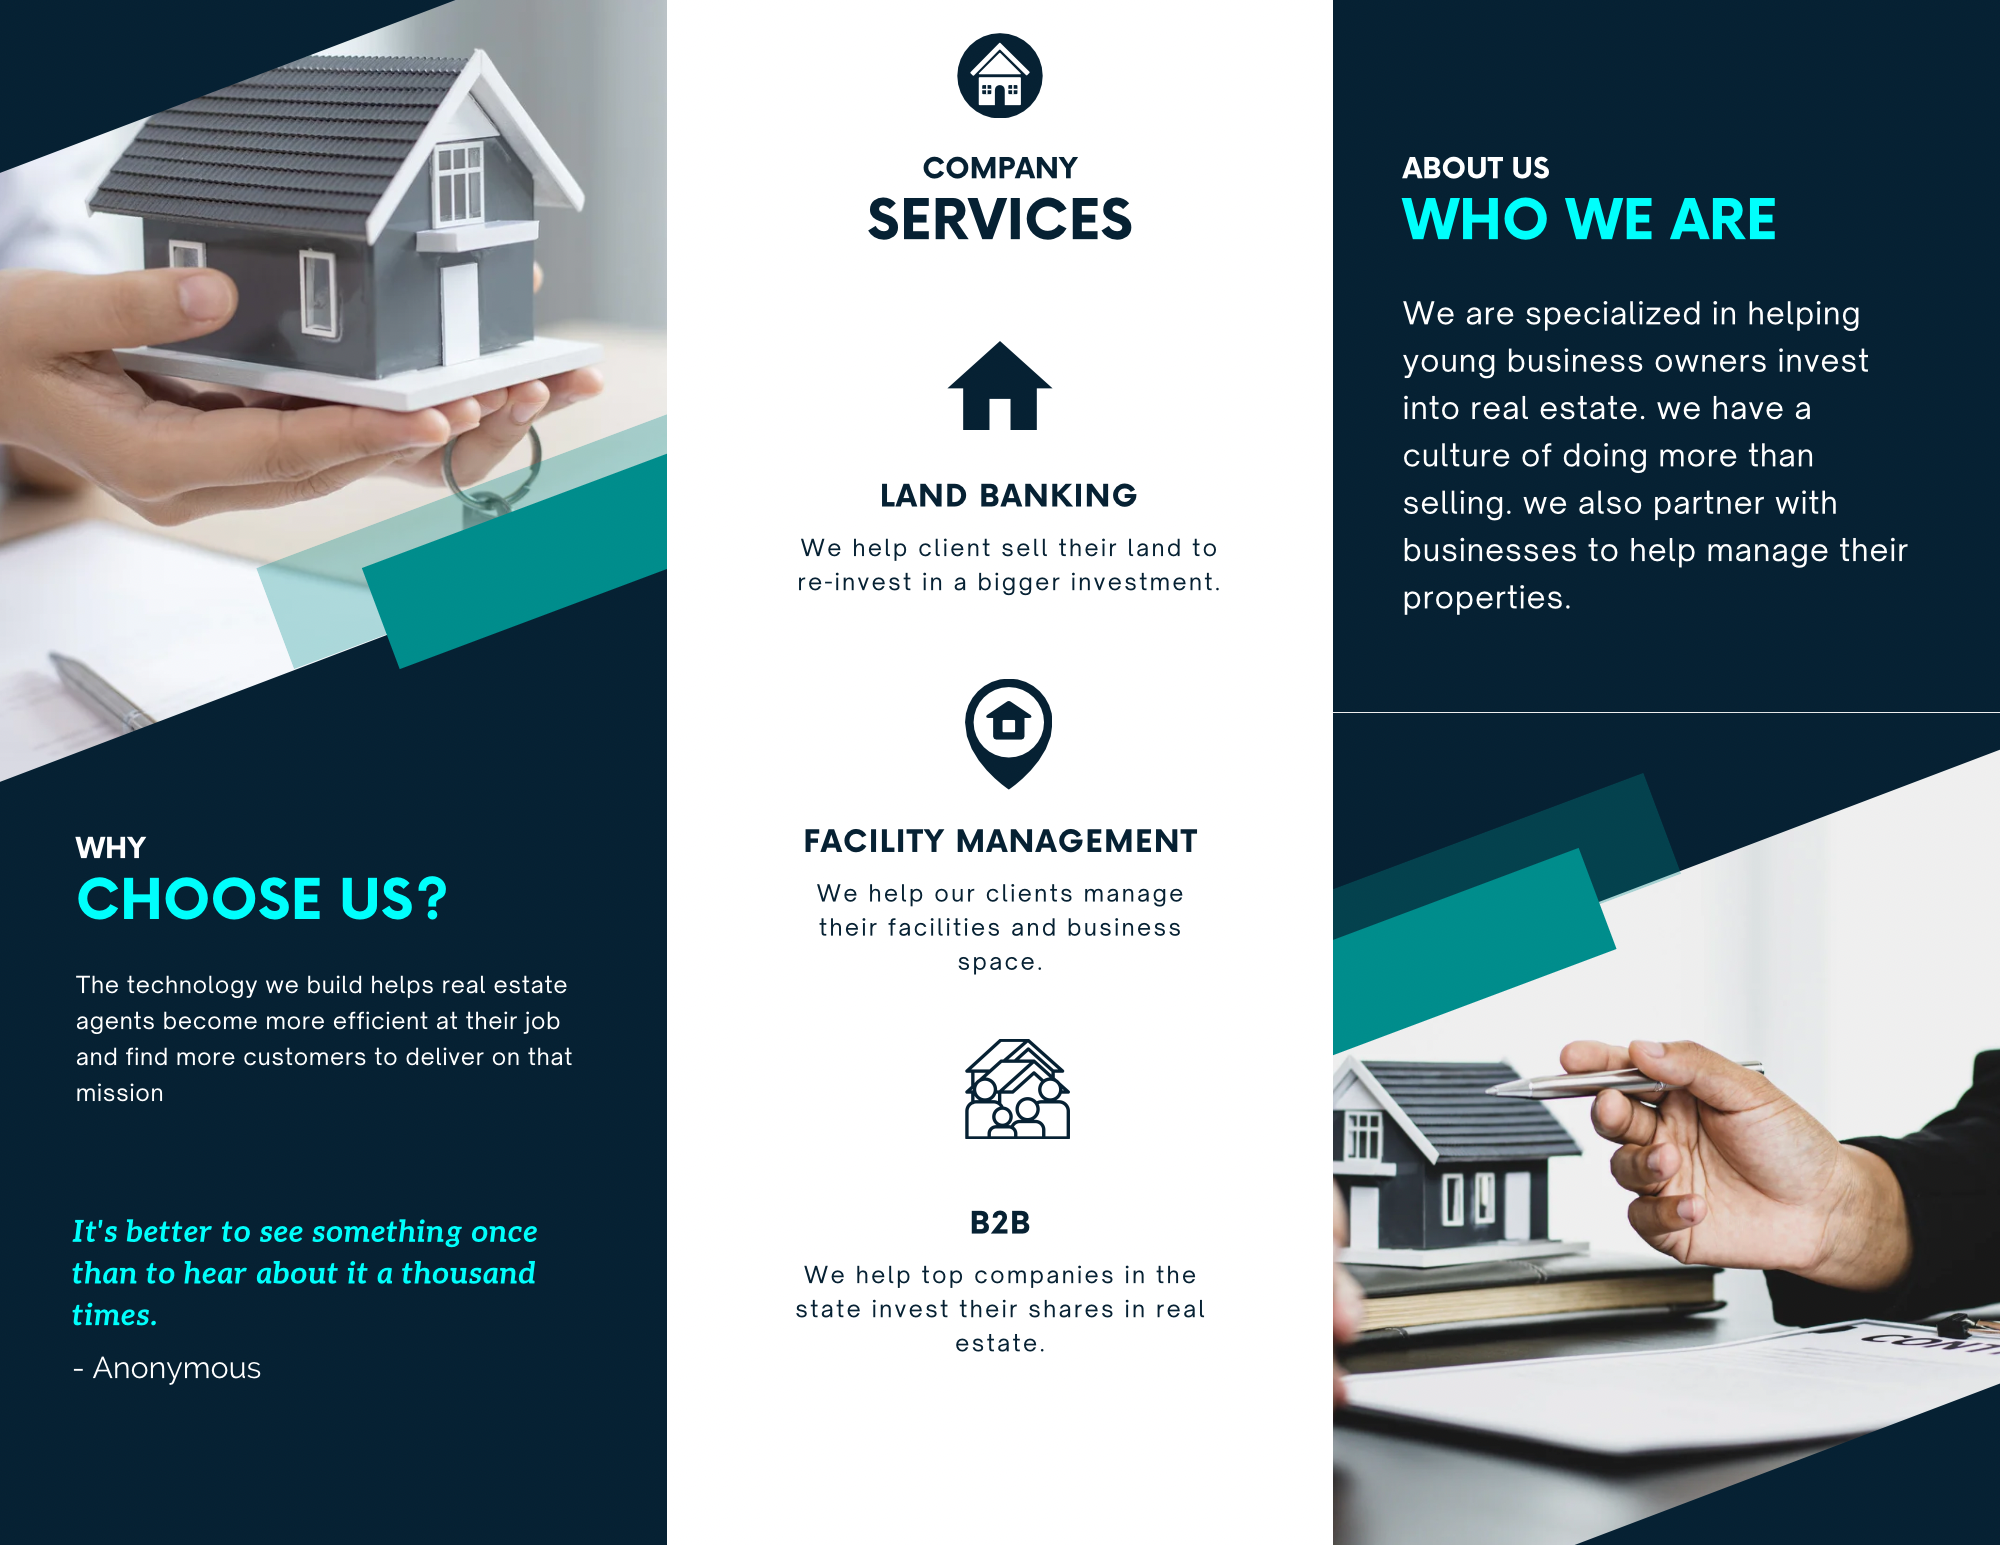 WHY
CHOOSE US?
The technology we build helps real estate
agents become more efficient at their job
and find more customers to deliver on that
mission
It's better to see something once
than to hear about it a thousand
times.
- Anonymous
COMPANY
SERVICES
LAND BANKING
We help client sell their land to
re-invest in a bigger investment.
FACILITY MANAGEMENT
We help our clients manage
their facilities and business
space.
B2B
We help top companies in the
state invest their shares in real
estate.
ABOUT US
WHO WE ARE
We are specialized in helping
young business owners invest
into real estate. we have a
culture of doing more than
selling. we also partner with
businesses to help manage their
properties.